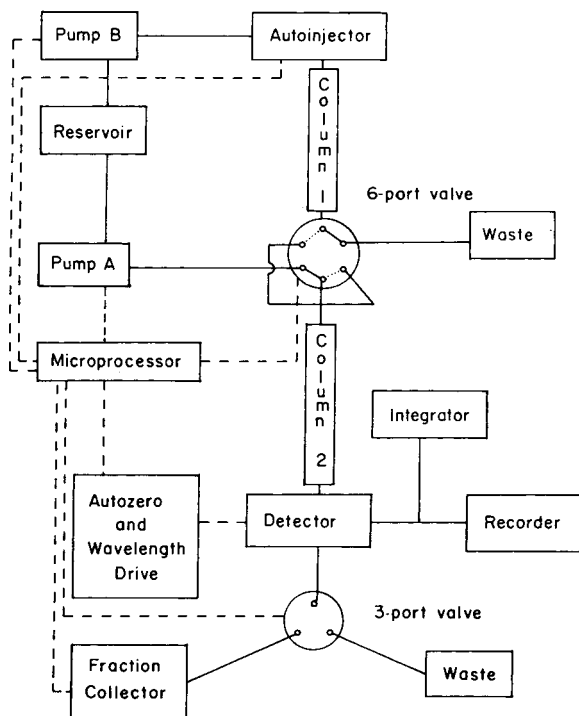 Pump B
Autoinjector
Reservoir
Column 1
6-port valve
Waste
Pump A
Microprocessor
Column 2
Integrator
Autozero
and
Wavelength
Drive
Detector
Recorder
3-port valve
Fraction
Collector
Waste